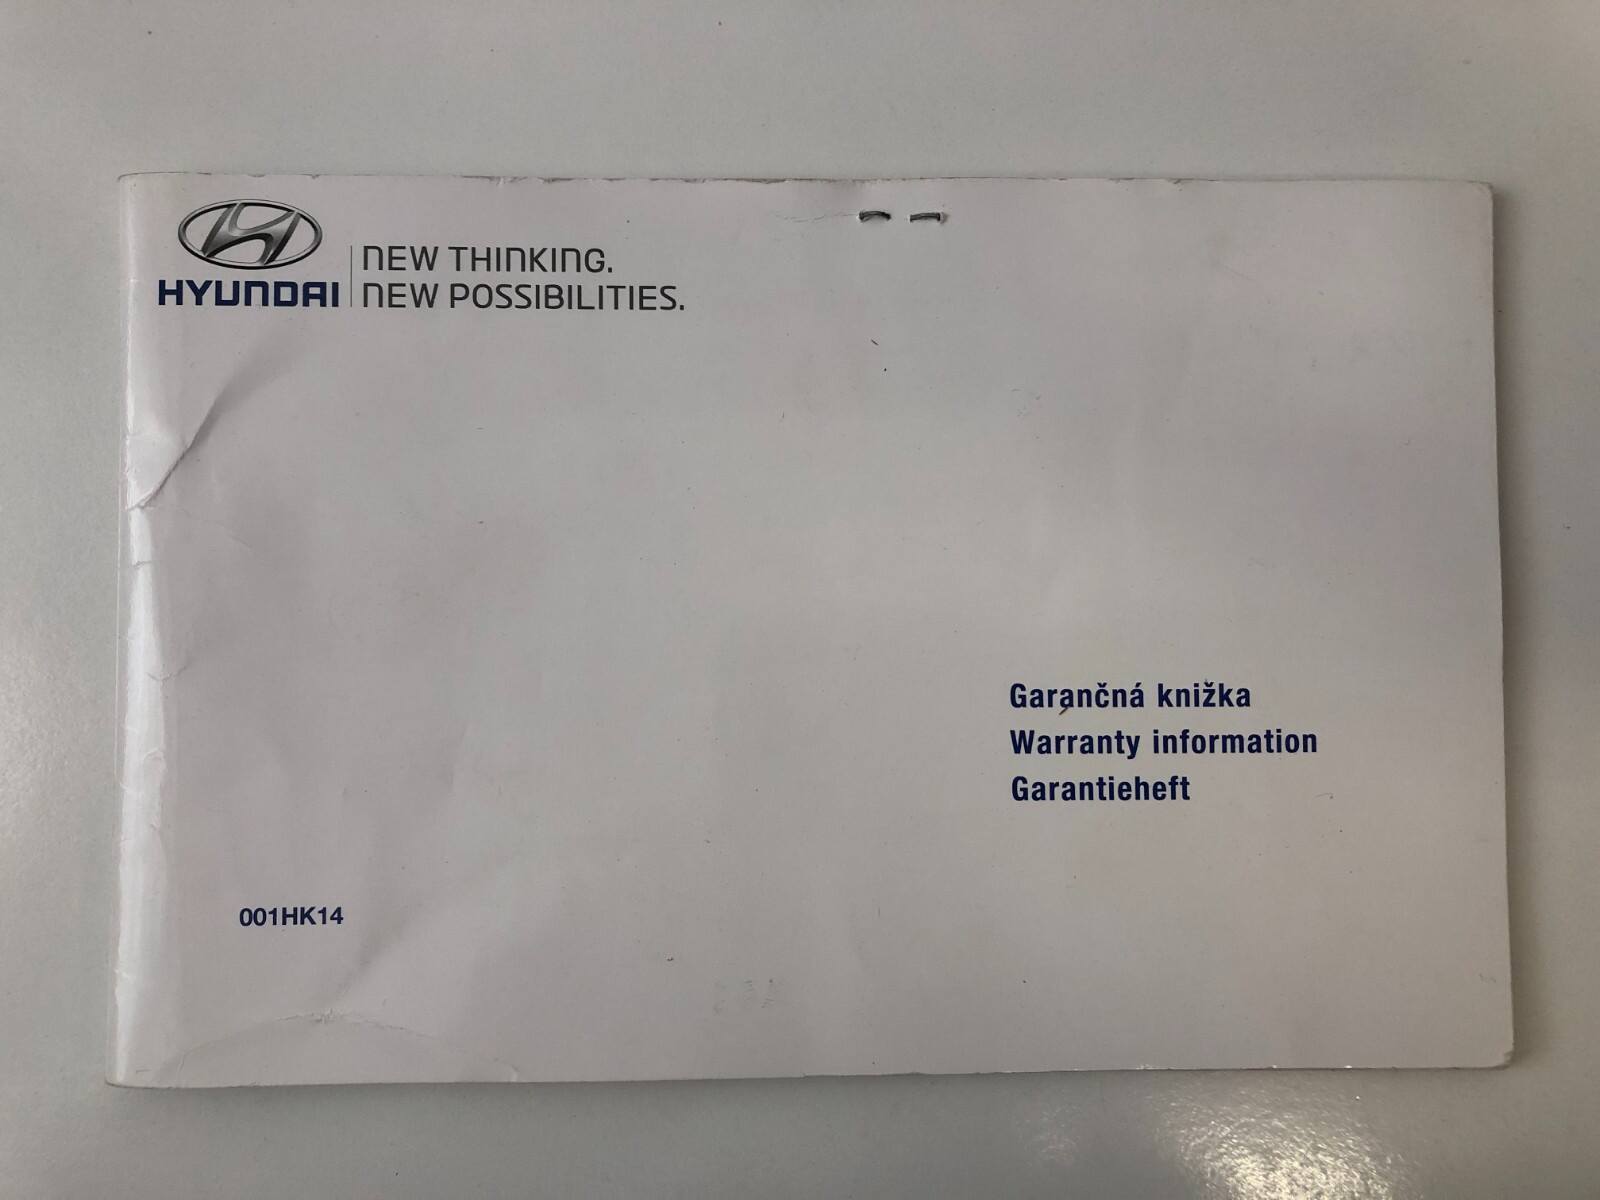 HYUNDAI
NEW THINKING.
NEW POSSIBILITIES.
Garančná knižka
Warranty information
Garantieheft
001HK14